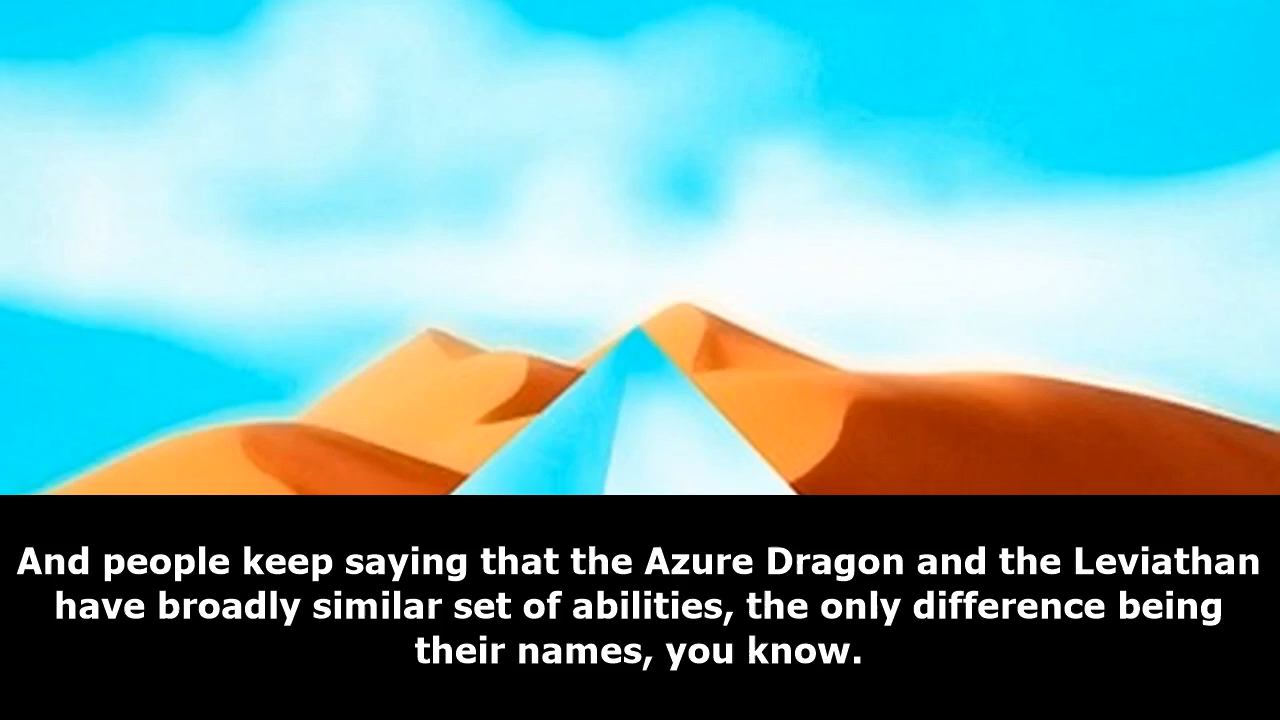 And people keep saying that the Azure Dragon and the Leviathan
have broadly similar set of abilities, the only difference being
their names, you know.